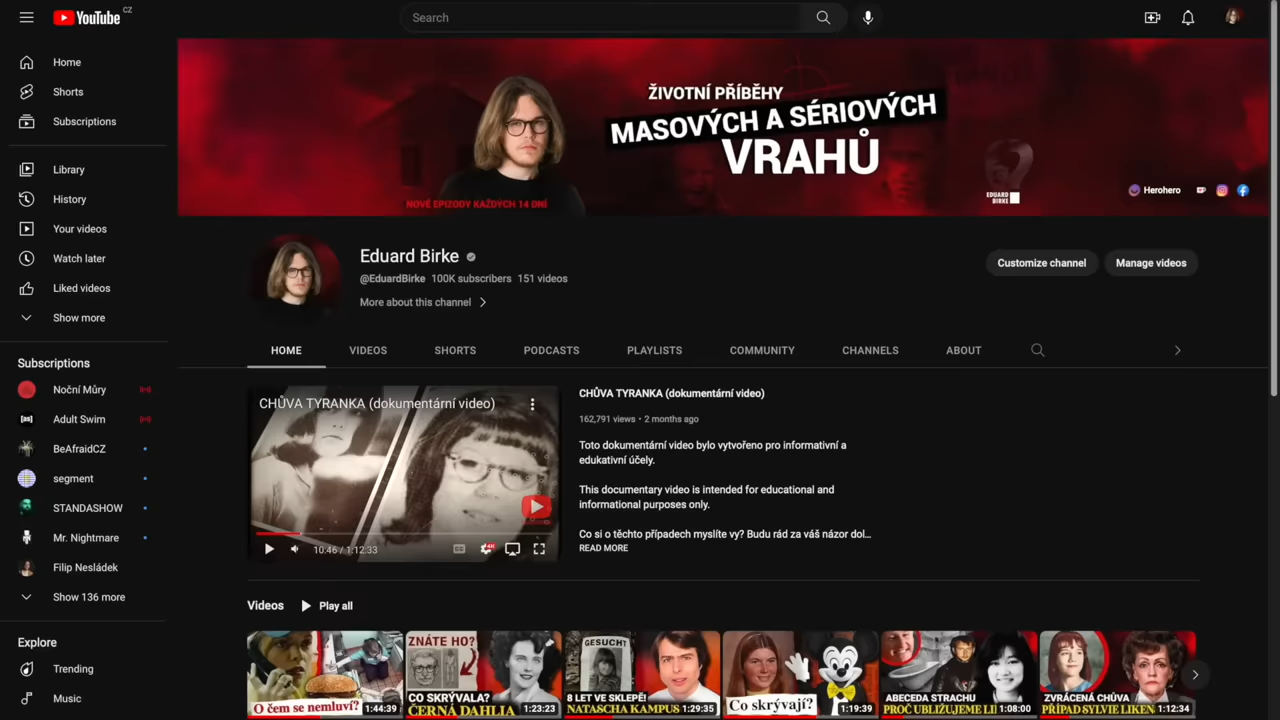 YouTube CZ
Search
Home
Shorts
Subscriptions
Library
History
Your videos
Watch later
Liked videos
Show more
Subscriptions
Noční Můry
Adult Swim
BeAfraidCZ
segment
STANDASHOW
Mr. Nightmare
Filip Nesládek
Show 136 more
Explore
Trending
Music
ŽIVOTNÍ PŘÍBĚHY
MASOVÝCH A SÉRIOVÝCH
VRAHŮ
NOVÉ EPIZODY KAŽDÝCH 14 DNÍ
EDUARD
BIRKE
Herohero
Eduard Birke
@EduardBirke 100K subscribers 151 videos
More about this channel
Customize channel
Manage videos
HOME VIDEOS SHORTS PODCASTS PLAYLISTS COMMUNITY CHANNELS ABOUT
CHŮVA TYRANKA (dokumentární video)
10:46 / 1:12:33
CHŮVA TYRANKA (dokumentární video)
162,791 views • 2 months ago
Toto dokumentární video bylo vytvořeno pro informativní a
edukativní účely.
This documentary video is intended for educational and
informational purposes only.
Co si o těchto případech myslíte vy? Budu rád za váš názor dol...
READ MORE
Videos
Play all
O čem se nemluví?
1:44:39
ZNÁTE HO?
CO SKRÝVALA?
ČERNÁ DAHLIA
1:23:23
GESUCHT
8 LET VE SKLEPĚ!
NATASCHA KAMPUS
1:29:35
Co skrývají?
1:19:39
ABECEDA STRACHU
PROČ UBLIŽUJEME LI
1:08:00
ZVRÁCENÁ CHŮVA
PŘÍPAD SYLVIE LIKEN
1:12:34